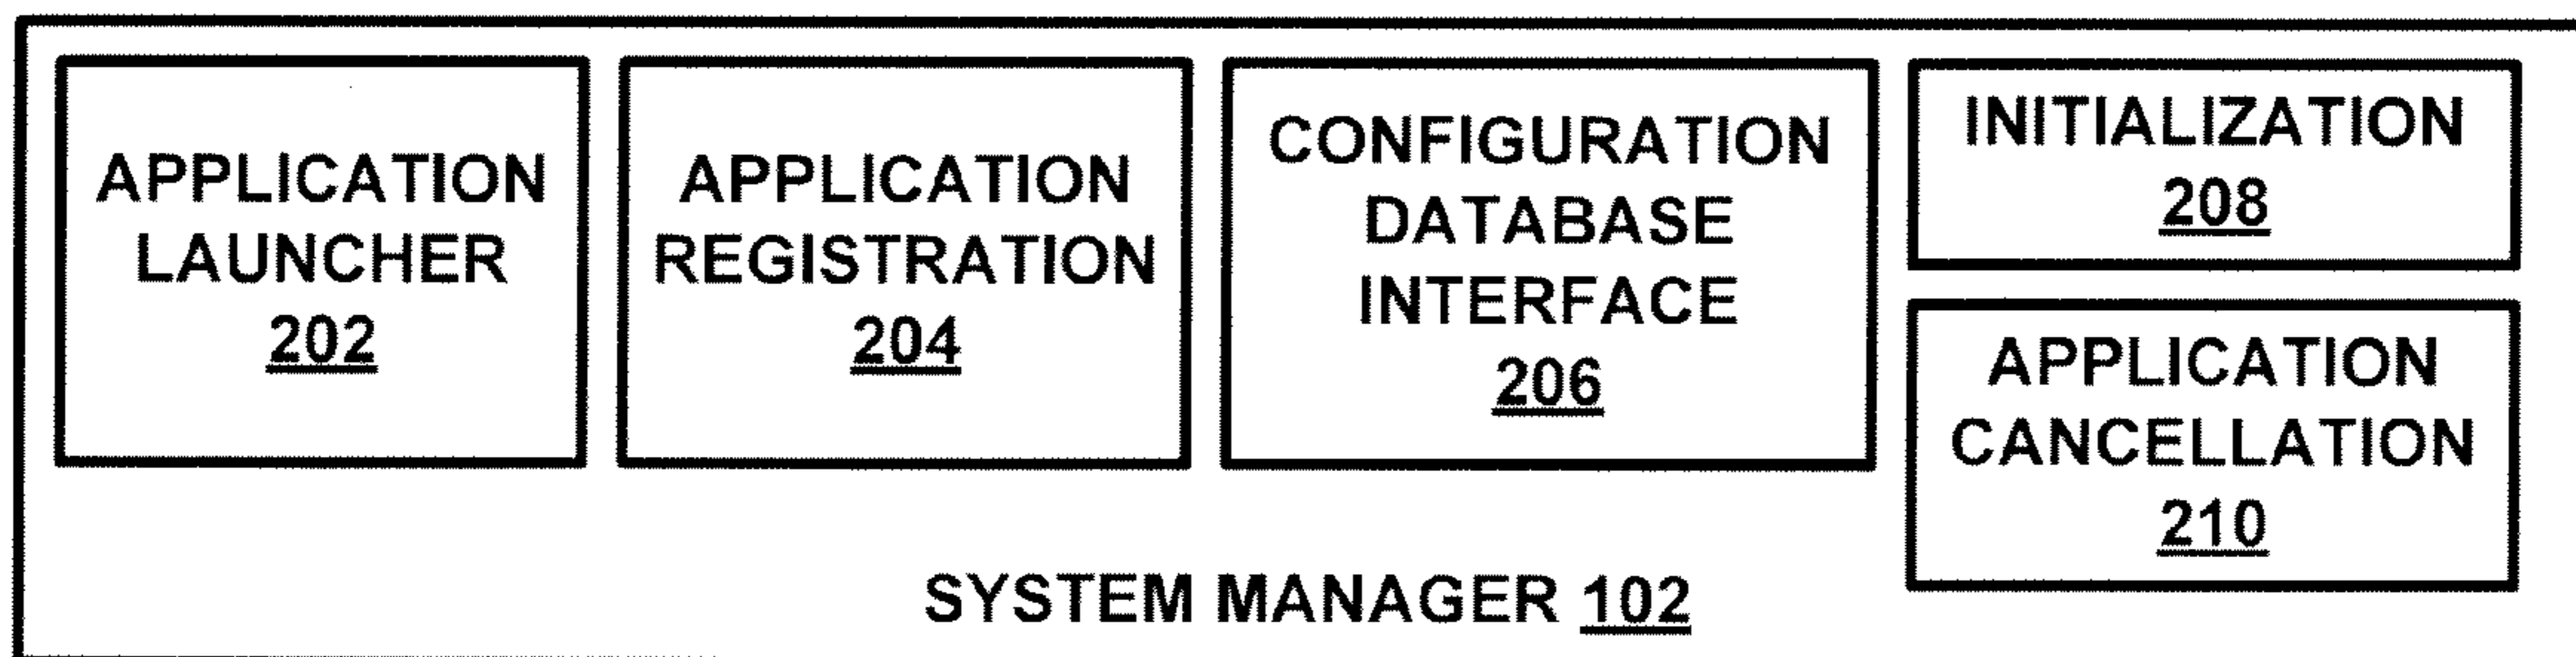 APPLICATION
LAUNCHER
202
APPLICATION
REGISTRATION
204
CONFIGURATION
DATABASE
INTERFACE
206
INITIALIZATION
208
APPLICATION
CANCELLATION
210
SYSTEM MANAGER 102